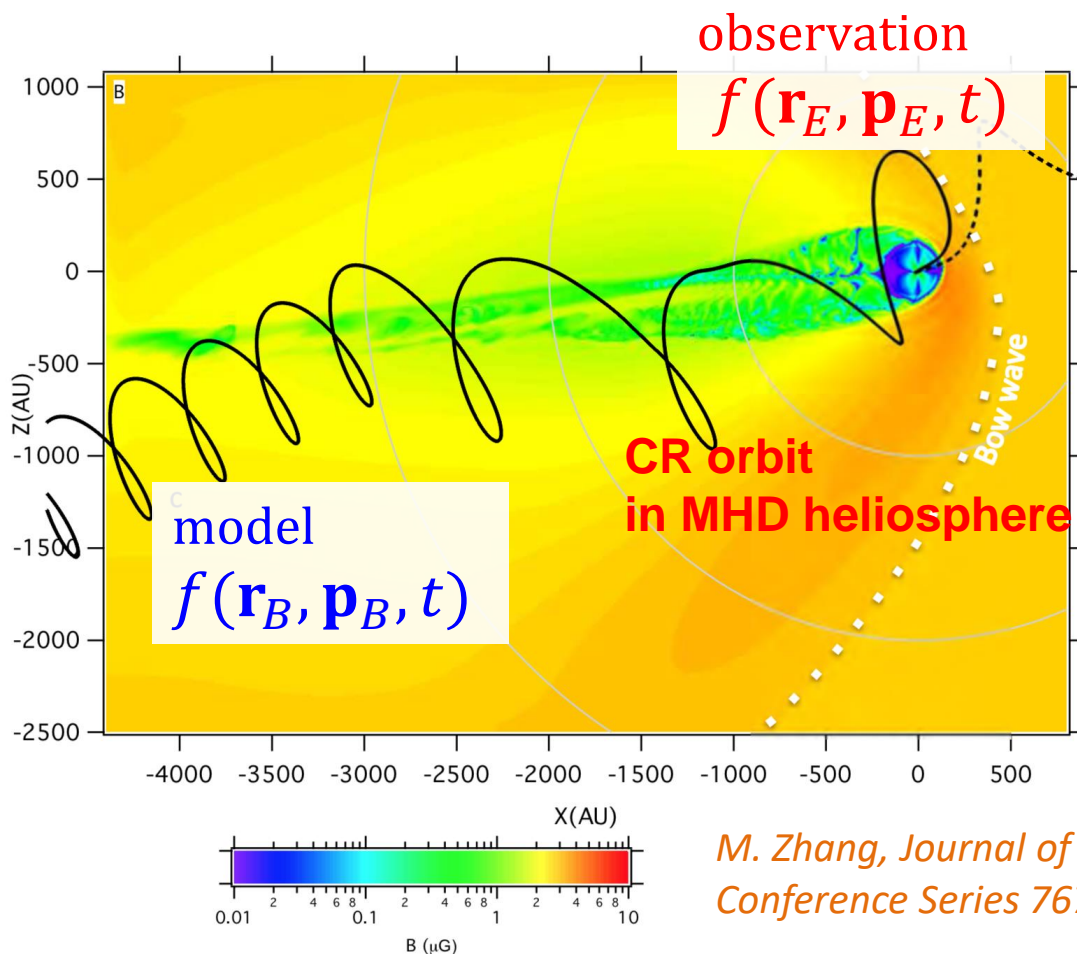 observation
f(r_E, p_E, t)
B
1000
500
0
-500
-1000
-1500
-2000
-2500
Z(AU)
Bow wave
CR orbit
in MHD heliosphere
C
model
f(r_B, p_B, t)
-4000 -3500 -3000 -2500 -2000 -1500 -1000 -500 0 500
X(AU)
0.01 2 4 6 8 0.1 2 4 6 8 1 2 4 6 8 10
B (μG)
M. Zhang, Journal of
Conference Series 767